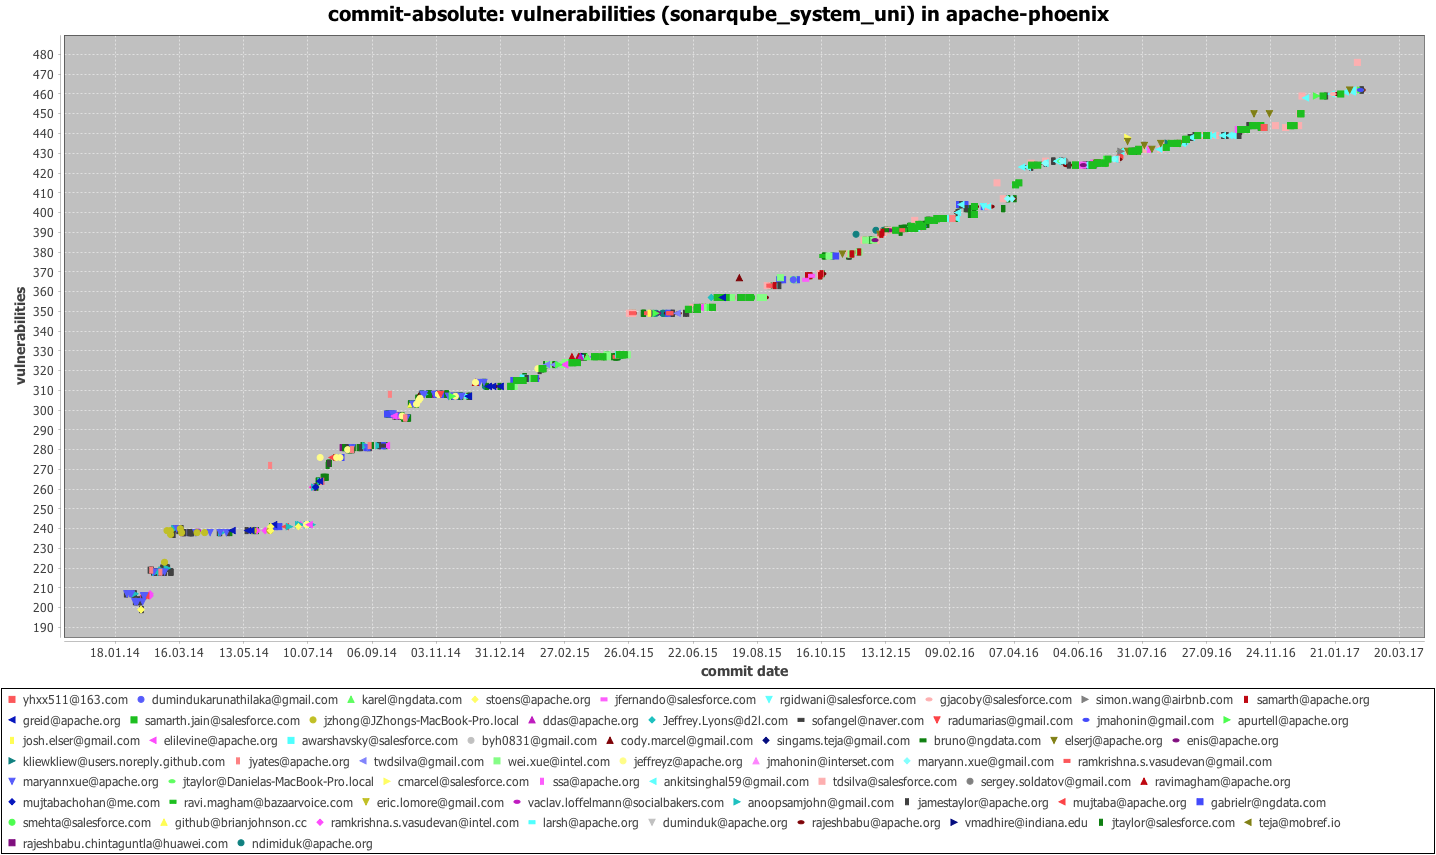 commit-absolute: vulnerabilities (sonarqube_system_uni) in apache-phoenix
480
470
460
450
440
430
420
410
400
390
380
370
360
350
340
330
320
310
300
290
280
270
260
250
240
230
220
210
200
190
vulnerabilities
18.01.14 16.03.14 13.05.14 10.07.14 06.09.14 03.11.14 31.12.14 27.02.15 26.04.15 22.06.15 19.08.15 16.10.15 13.12.15 09.02.16 07.04.16 04.06.16 31.07.16 27.09.16 24.11.16 21.01.17 20.03.17
commit date
yhxx511@163.com dumindukarunathilaka@gmail.com karel@ngdata.com stoens@apache.org jfernando@salesforce.com rgidwani@salesforce.com gjacoby@salesforce.com simon.wang@airbnb.com samarth@apache.org
greid@apache.org samarth.jain@salesforce.com jzhong@JZhongs-MacBook-Pro.local ddas@apache.org Jeffrey.Lyons@d2l.com sofangel@naver.com radumarias@gmail.com jmahonin@gmail.com apurtell@apache.org
josh.elser@gmail.com elilevine@apache.org awarshavsky@salesforce.com byh0831@gmail.com cody.marcel@gmail.com singams.teja@gmail.com bruno@ngdata.com elserj@apache.org enis@apache.org
kliewkliew@users.noreply.github.com jyates@apache.org twdsilva@gmail.com wei.xue@intel.com jeffreyz@apache.org jmahonin@interset.com maryann.xue@gmail.com ramkrishna.s.vasudevan@gmail.com
maryannxue@apache.org jtaylor@Danielas-MacBook-Pro.local cmarcel@salesforce.com ssa@apache.org ankitsinghal59@gmail.com tdsilva@salesforce.com sergey.soldatov@gmail.com ravimagham@apache.org
mujtabachohan@me.com ravi.magham@bazaarvoice.com eric.lomore@gmail.com vaclav.loffelmann@socialbakers.com anoopsamjohn@gmail.com jamestaylor@apache.org mujtaba@apache.org gabrielr@ngdata.com
smehta@salesforce.com github@brianjohnson.cc ramkrishna.s.vasudevan@intel.com larsh@apache.org duminduk@apache.org rajeshbabu@apache.org vmadhire@indiana.edu jtaylor@salesforce.com teja@mobref.io
rajeshbabu.chintaguntla@huawei.com ndimiduk@apache.org